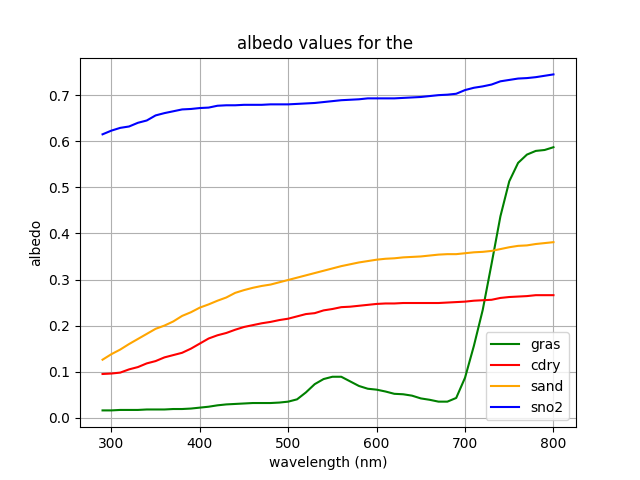 albedo values for the
0.7
0.6
0.5
0.4
0.3
0.2
0.1
0.0
albedo
300 400 500 600 700 800
wavelength (nm)
gras
cdry
sand
sno2